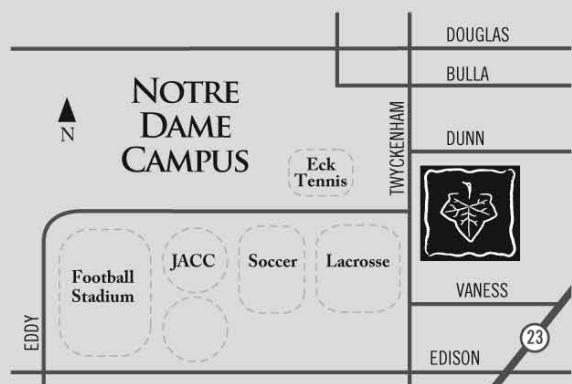 DOUGLAS
BULLA
NOTRE
DAME
CAMPUS
N
TWYCKENHAM
DUNN
Eck
Tennis
JACC
Soccer
Lacrosse
Football
Stadium
VANESS
EDDY
23
EDISON